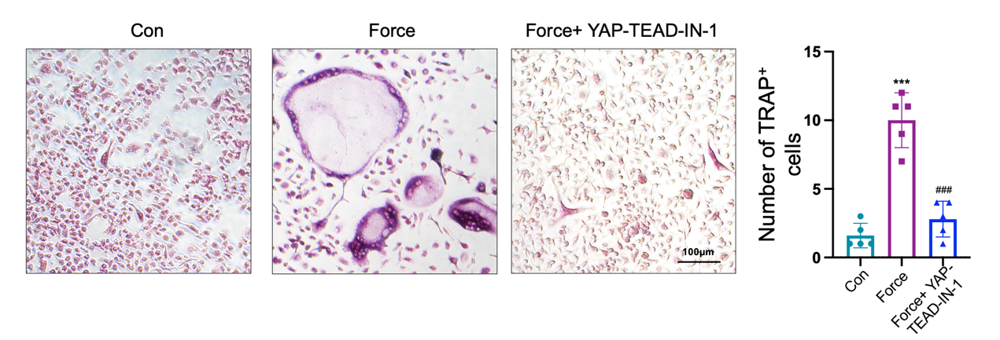 Con
Force
Force+ YAP-TEAD-IN-1
100μm
Number of TRAP⁺
cells
15
10
5
0
***
###
Con
Force
Force+ YAP-
TEAD-IN-1